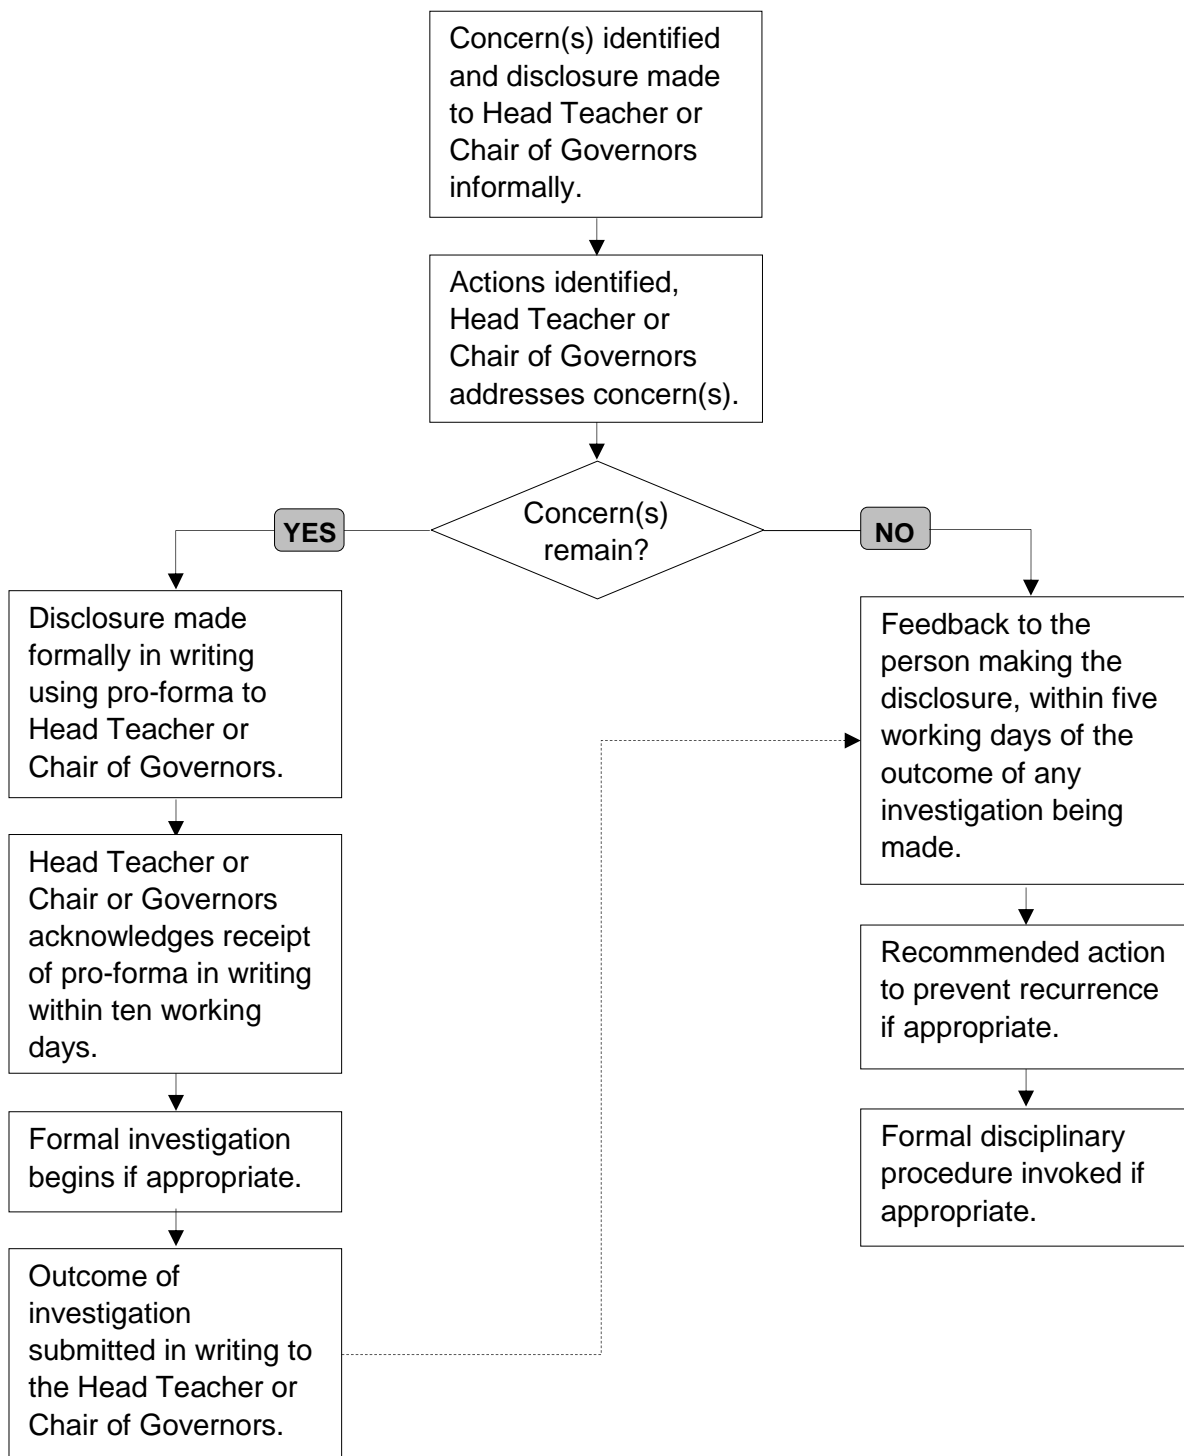 Concern(s) identified
and disclosure made
to Head Teacher or
Chair of Governors
informally.
Actions identified,
Head Teacher or
Chair of Governors
addresses concern(s).
Concern(s)
remain?
YES
NO
Disclosure made
formally in writing
using pro-forma to
Head Teacher or
Chair of Governors.
Head Teacher or
Chair or Governors
acknowledges receipt
of pro-forma in writing
within ten working
days.
Formal investigation
begins if appropriate.
Outcome of
investigation
submitted in writing to
the Head Teacher or
Chair of Governors.
Feedback to the
person making the
disclosure, within five
working days of the
outcome of any
investigation being
made.
Recommended action
to prevent recurrence
if appropriate.
Formal disciplinary
procedure invoked if
appropriate.